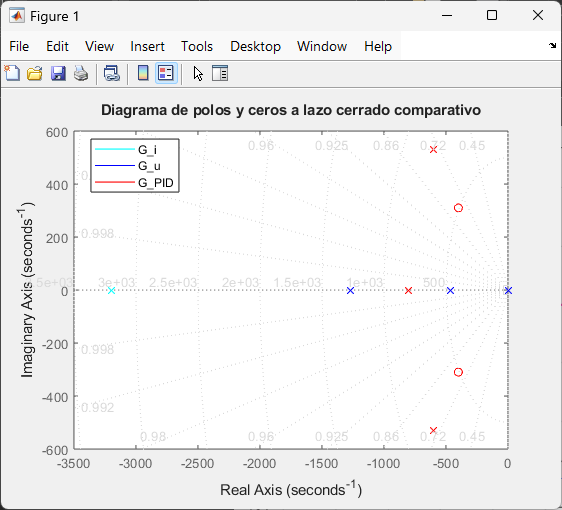 Figure 1
File Edit View Insert Tools Desktop Window Help
Diagrama de polos y ceros a lazo cerrado comparativo
G_i
G_u
G_PID
600
400
200
0
-200
-400
-600
0.96 0.925 0.86 0.72 0.45
0.998
3e+03 2.5e+03 2e+03 1.5e+03 1e+03 500
0.998
0.992
0.98 0.96 0.925 0.86 0.72 0.45
-3500 -3000 -2500 -2000 -1500 -1000 -500 0
Imaginary Axis (seconds-1)
Real Axis (seconds-1)